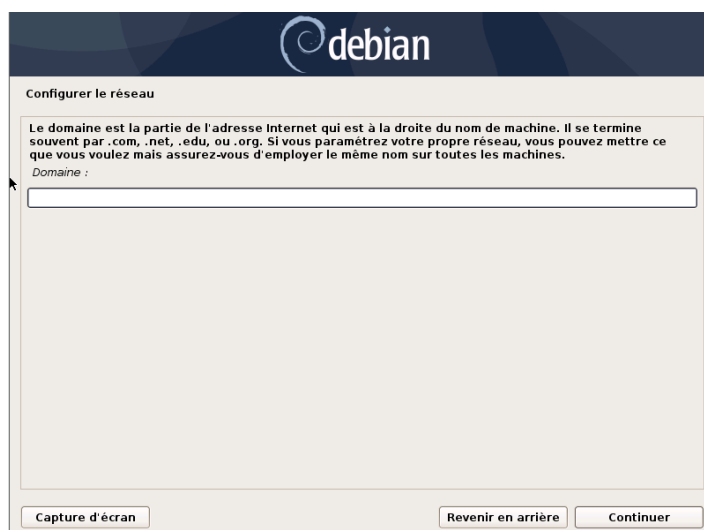 debian
Configurer le réseau
Le domaine est la partie de l'adresse Internet qui est à la droite du nom de machine. Il se termine
souvent par .com, .net, .edu, ou .org. Si vous paramétrez votre propre réseau, vous pouvez mettre ce
que vous voulez mais assurez-vous d'employer le même nom sur toutes les machines.
Domaine :
Capture d'écran
Revenir en arrière
Continuer